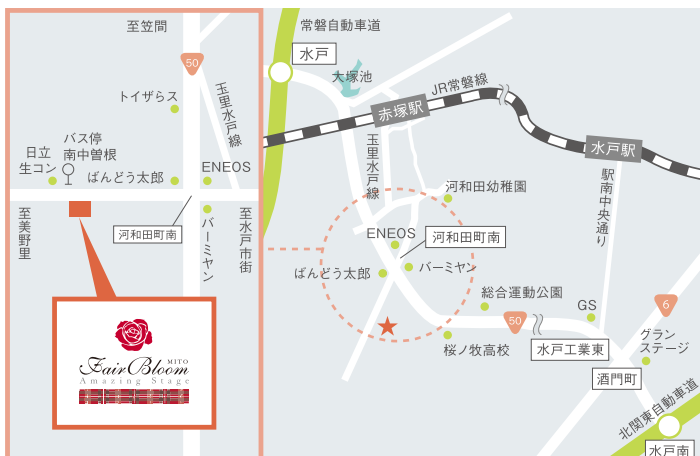 至笠間
50
トイザらス
玉里水戸線
バス停
南中曽根
日立
生コン
ばんどう太郎
ENEOS
至美野里
河和田町南
バーミヤン
至水戸市街
MITO
Fair Bloom
Amazing Stage
常磐自動車道
水戸
大塚池
JR常磐線
赤塚駅
玉里水戸線
水戸駅
駅南中央通り
河和田幼稚園
ENEOS
河和田町南
ばんどう太郎
バーミヤン
総合運動公園
GS
50
6
桜ノ牧高校
水戸工業東
グラン
ステージ
酒門町
北関東自動車道
水戸南